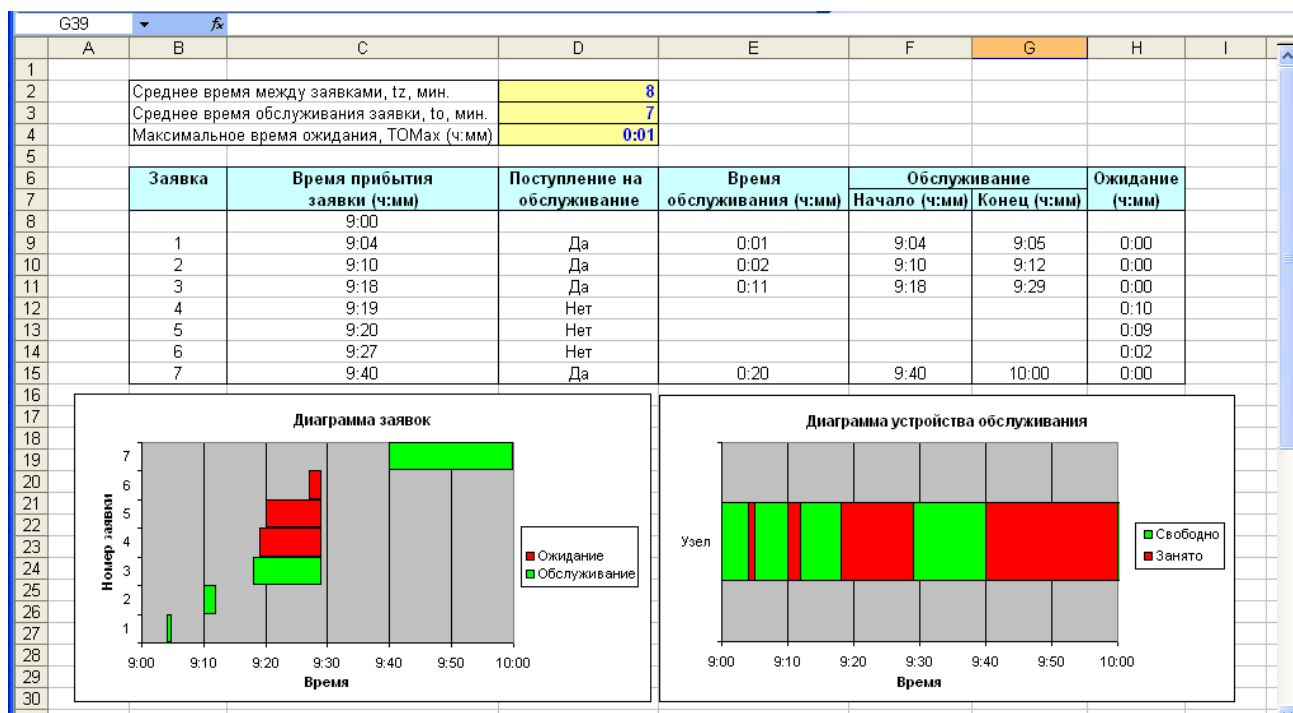 G39 fx
A B C D E F G H I
1
2 Среднее время между заявками, tz, мин. 8
3 Среднее время обслуживания заявки, to, мин. 7
4 Максимальное время ожидания, TOMax (ч:мм) 0:01
5
6 Заявка Время прибытия Поступление на Время Обслуживание Ожидание
7 заявки (ч:мм) обслуживание обслуживания (ч:мм) Начало (ч:мм) Конец (ч:мм) (ч:мм)
8 9:00
9 1 9:04 Да 0:01 9:04 9:05 0:00
10 2 9:10 Да 0:02 9:10 9:12 0:00
11 3 9:18 Да 0:11 9:18 9:29 0:00
12 4 9:19 Нет 0:10
13 5 9:20 Нет 0:09
14 6 9:27 Нет 0:02
15 7 9:40 Да 0:20 9:40 10:00 0:00
16
17
18
19
20
21
22
23
24
25
26
27
28
29
30
Диаграмма заявок
Номер заявки
7
6
5
4
3
2
1
9:00 9:10 9:20 9:30 9:40 9:50 10:00
Время
Ожидание
Обслуживание
Диаграмма устройства обслуживания
Узел
9:00 9:10 9:20 9:30 9:40 9:50 10:00
Время
Свободно
Занято